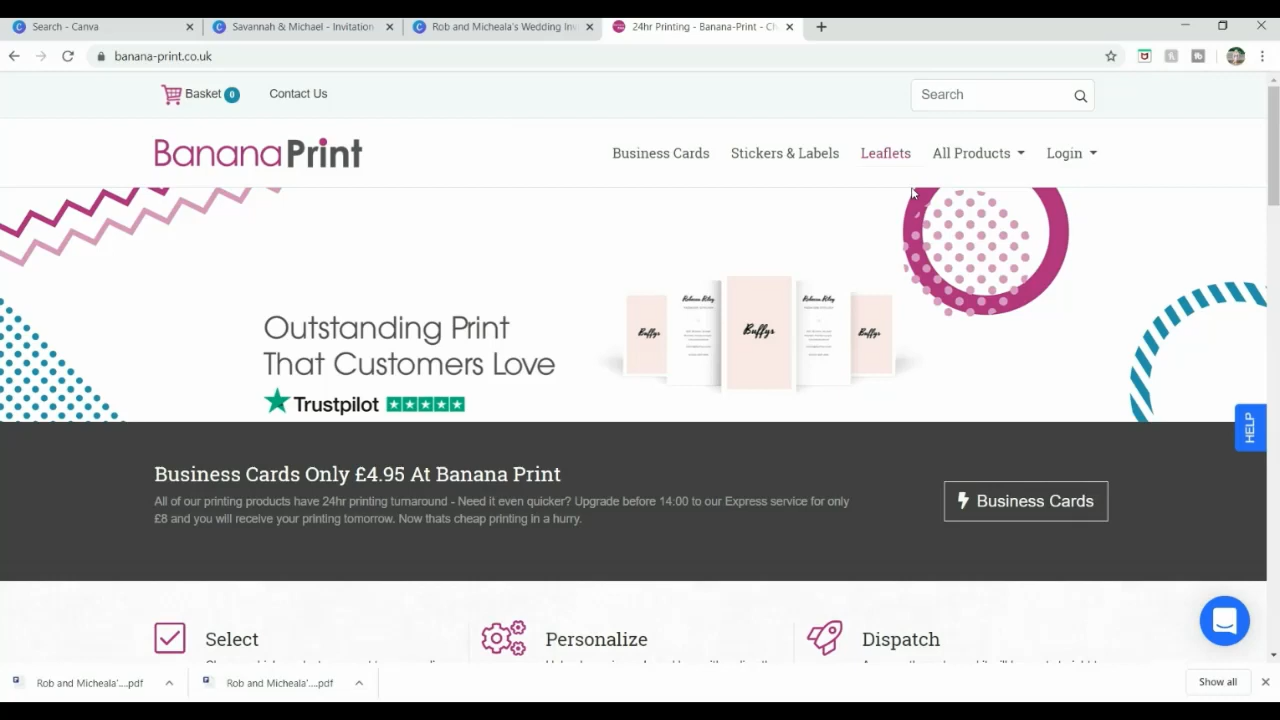 Search - Canva
Savannah & Michael - Invitation
Rob and Micheala's Wedding Inv
24hr Printing - Banana-Print - Ch
banana-print.co.uk
Basket 0
Contact Us
Search
Banana Print
Business Cards
Stickers & Labels
Leaflets
All Products
Login
Outstanding Print
That Customers Love
Trustpilot
Buffys
Buffys
Buffys
HELP
Business Cards Only £4.95 At Banana Print
All of our printing products have 24hr printing turnaround - Need it even quicker? Upgrade before 14:00 to our Express service for only
£8 and you will receive your printing tomorrow. Now thats cheap printing in a hurry.
Business Cards
Select
Personalize
Dispatch
Rob and Micheala'....pdf
Rob and Micheala'....pdf
Show all